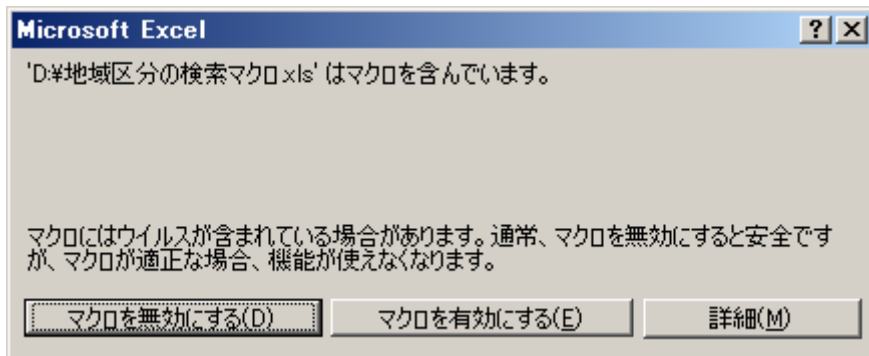 Microsoft Excel
'D:¥地域区分の検索マクロ.xls' はマクロを含んでいます。
マクロにはウイルスが含まれている場合があります。通常、マクロを無効にすると安全です
が、マクロが適正な場合、機能が使えなくなります。
マクロを無効にする(D)
マクロを有効にする(E)
詳細(M)